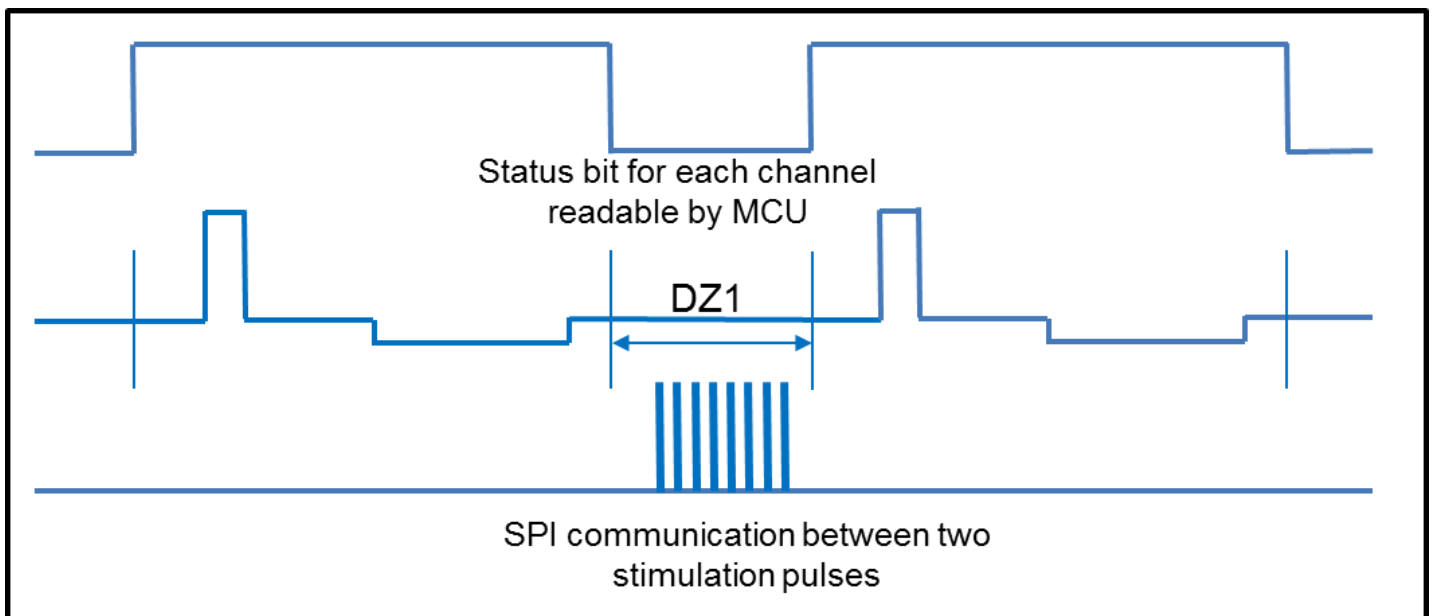 Status bit for each channel
readable by MCU
DZ1
SPI communication between two
stimulation pulses